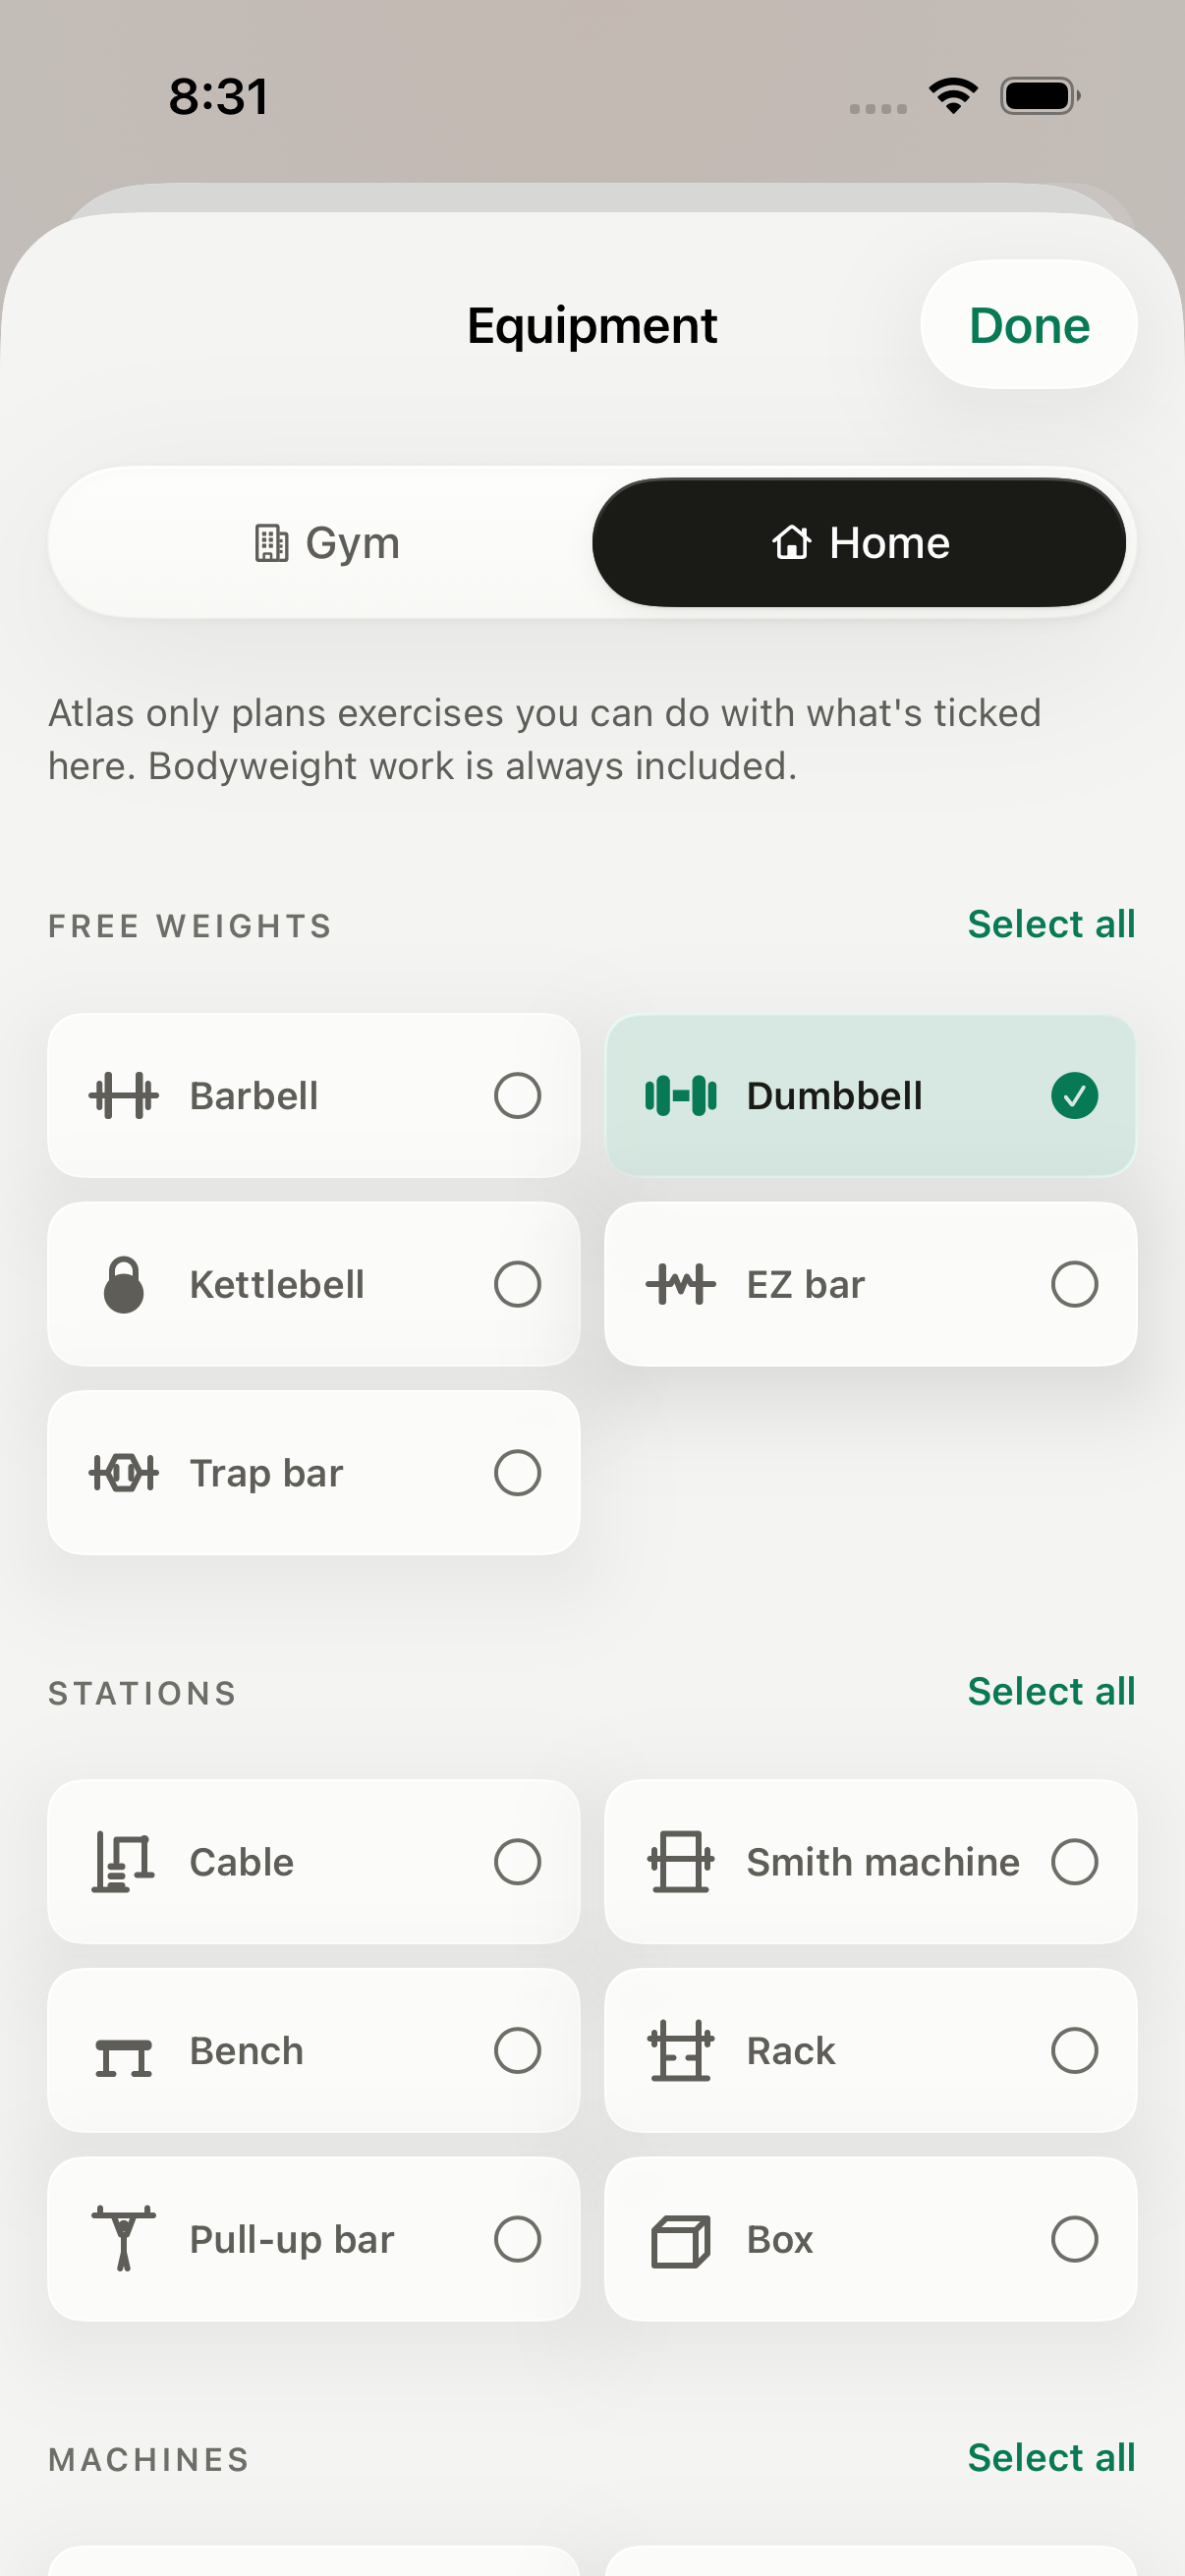 8:31
Equipment
Done
Gym
Home
Atlas only plans exercises you can do with what's ticked
here. Bodyweight work is always included.
FREE WEIGHTS
Select all
Barbell
Dumbbell
Kettlebell
EZ bar
Trap bar
STATIONS
Select all
Cable
Smith machine
Bench
Rack
Pull-up bar
Box
MACHINES
Select all